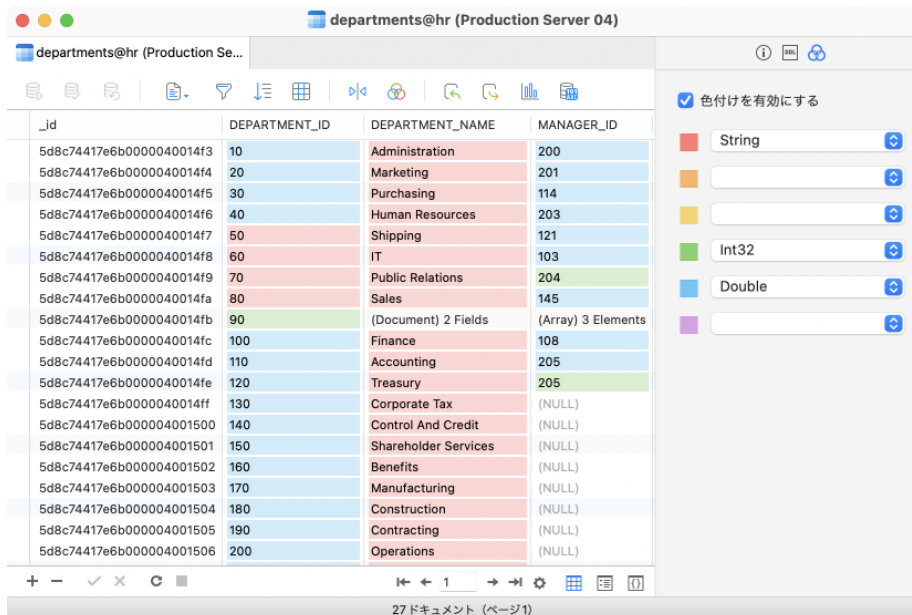 departments@hr (Production Server 04)
departments@hr (Production Se...
DDL
_id DEPARTMENT_ID DEPARTMENT_NAME MANAGER_ID
5d8c74417e6b0000040014f3 10 Administration 200
5d8c74417e6b0000040014f4 20 Marketing 201
5d8c74417e6b0000040014f5 30 Purchasing 114
5d8c74417e6b0000040014f6 40 Human Resources 203
5d8c74417e6b0000040014f7 50 Shipping 121
5d8c74417e6b0000040014f8 60 IT 103
5d8c74417e6b0000040014f9 70 Public Relations 204
5d8c74417e6b0000040014fa 80 Sales 145
5d8c74417e6b0000040014fb 90 (Document) 2 Fields (Array) 3 Elements
5d8c74417e6b0000040014fc 100 Finance 108
5d8c74417e6b0000040014fd 110 Accounting 205
5d8c74417e6b0000040014fe 120 Treasury 205
5d8c74417e6b0000040014ff 130 Corporate Tax (NULL)
5d8c74417e6b000004001500 140 Control And Credit (NULL)
5d8c74417e6b000004001501 150 Shareholder Services (NULL)
5d8c74417e6b000004001502 160 Benefits (NULL)
5d8c74417e6b000004001503 170 Manufacturing (NULL)
5d8c74417e6b000004001504 180 Construction (NULL)
5d8c74417e6b000004001505 190 Contracting (NULL)
5d8c74417e6b000004001506 200 Operations (NULL)
1
27 ドキュメント（ページ 1）
色付けを有効にする
String
Int32
Double